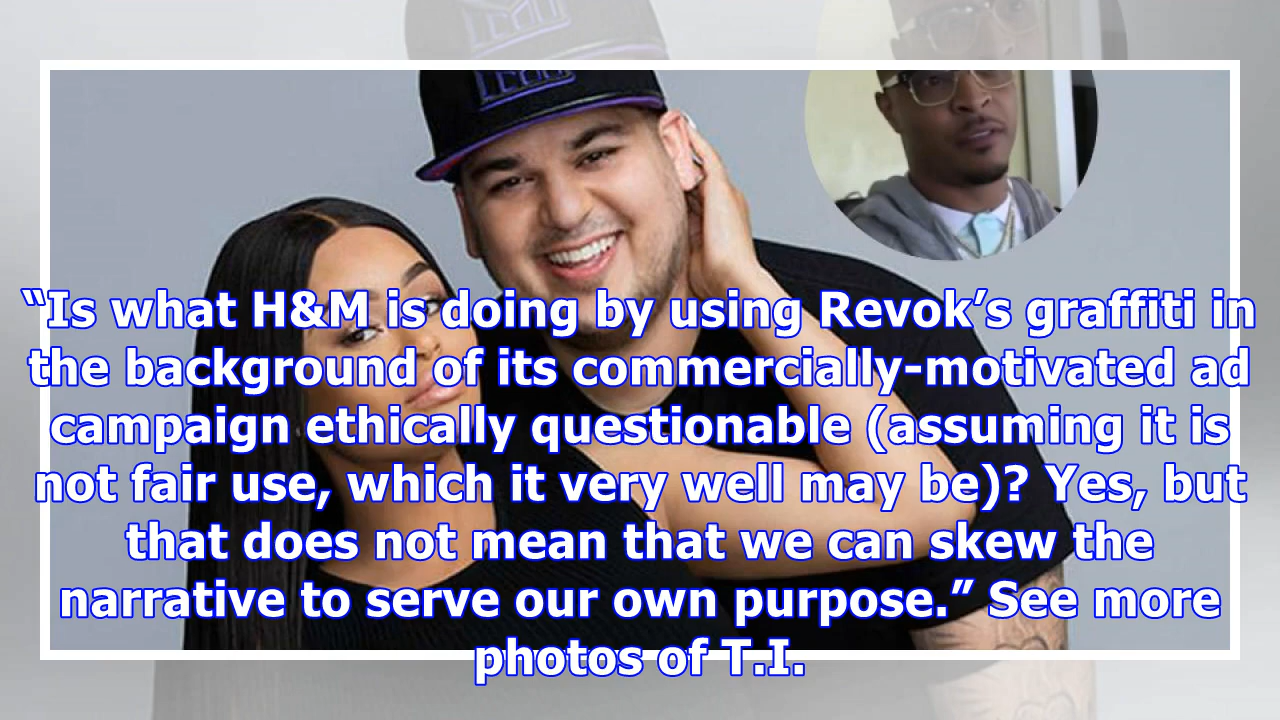 “Is what H&M is doing by using Revok’s graffiti in
the background of its commercially-motivated ad
campaign ethically questionable (assuming it is
not fair use, which it very well may be)? Yes, but
that does not mean that we can skew the
narrative to serve our own purpose.” See more
photos of T.I.